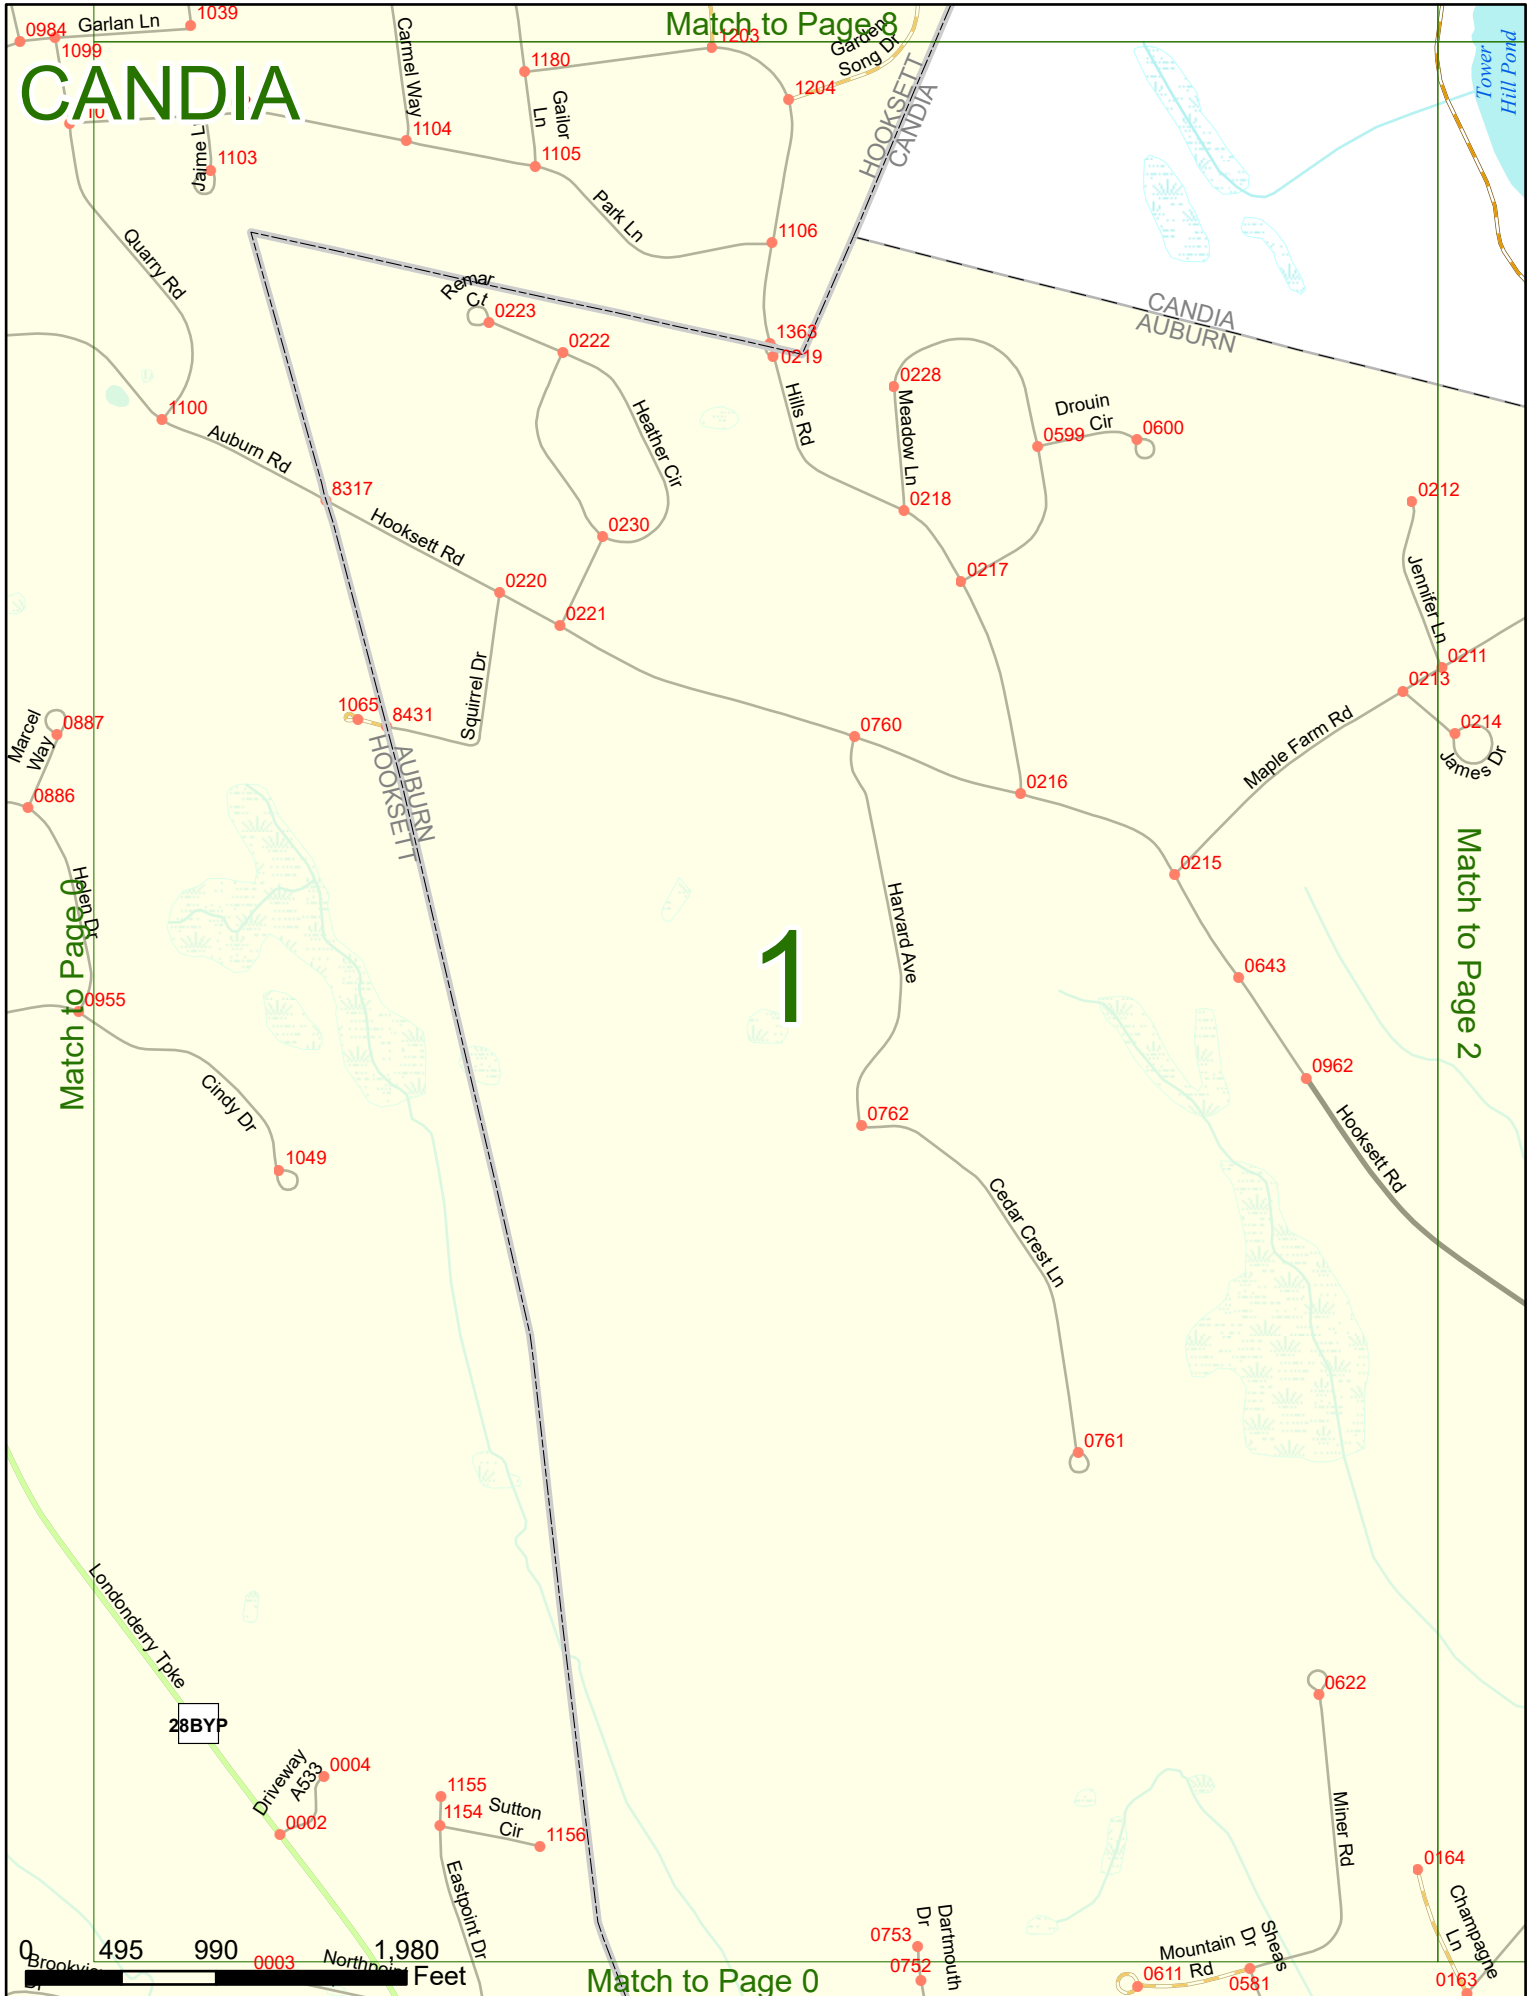 0984
Garlan Ln
1039
Match to Page 8
1099
CANDIA
Carmel Way
1180
1203
Garden
Song Dr
1204
Gailor
Ln
1104
1105
1103
HOOKSETT
CANDIA
Tower
Hill Pond
Park Ln
1106
Quarry Rd
Remar
Ct
0223
0222
1363
0219
CANDIA
AUBURN
1100
Auburn Rd
Heather Cir
Hills Rd
0228
Meadow Ln
Drouin
Cir
0599
0600
8317
Hooksett Rd
0218
0212
0230
0220
0221
0217
Jennifer Ln
0211
0213
0214
James Dr
Maple Farm Rd
Marcel
Way
0887
1065
8431
Squirrel Dr
AUBURN
HOOKSETT
0760
0216
0886
Helen Dr
Match to Page 0
0955
0215
Harvard Ave
1
0643
Match to Page 2
0962
Hooksett Rd
Cindy Dr
1049
0762
Cedar Crest Ln
0761
Londonderry Tpke
28BYP
0622
Driveway
A533
0004
0002
1155
1154
Sutton
Cir
1156
Eastpoint Dr
Miner Rd
0164
Champagne
Ln
0163
0753
0752
Dartmouth
Dr
Mountain
Rd
0611
Sheas
Dr
0581
0 495 990 1,980
Feet
0003
Match to Page 0